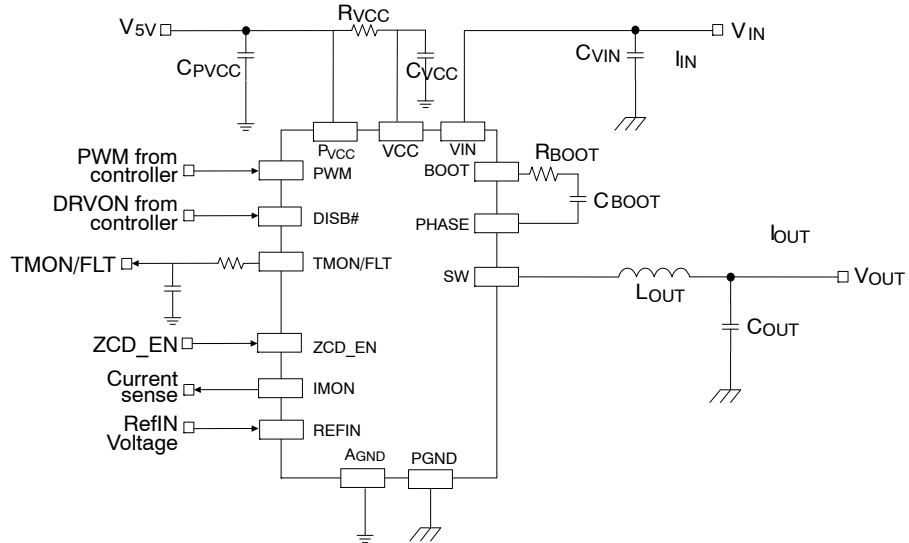 V5V
RVCC
CPVCC
CVCC
CVIN
IIN
VIN
PVCC
VCC
VIN
PWM from
controller
PWM
BOOT
RBOOT
CBOOT
DRVON from
controller
DISB#
PHASE
TMON/FLT
TMON/FLT
SW
IOUT
LOUT
VOUT
COUT
ZCD_EN
ZCD_EN
Current
sense
IMON
RefIN
Voltage
REFIN
AGND
PGND